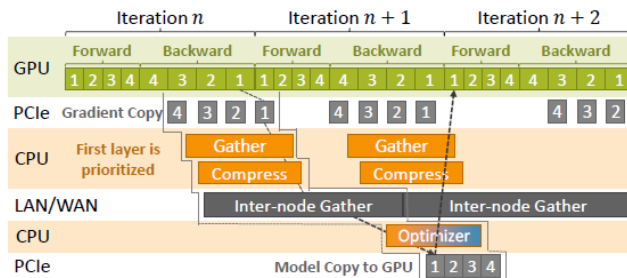 Iteration n Iteration n + 1 Iteration n + 2
Forward Backward Forward Backward Forward Backward
GPU 1 2 3 4 4 3 2 1 1 2 3 4 4 3 2 1 1 2 3 4 4 3 2 1
PCIe Gradient Copy 4 3 2 1 4 3 2 1 4 3 2
CPU First layer is prioritized Gather Gather
Compress Compress
LAN/WAN Inter-node Gather Inter-node Gather
CPU Optimizer
PCIe Model Copy to GPU 1 2 3 4